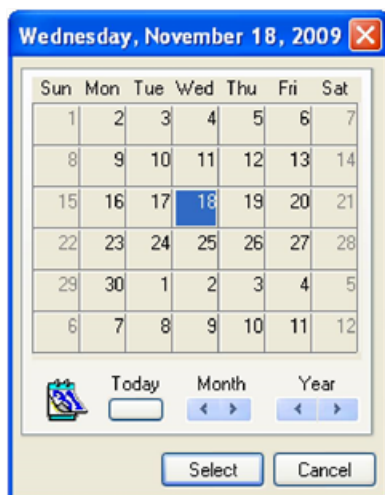 Wednesday, November 18, 2009
Sun Mon Tue Wed Thu Fri Sat
1 2 3 4 5 6 7
8 9 10 11 12 13 14
15 16 17 18 19 20 21
22 23 24 25 26 27 28
29 30 1 2 3 4 5
6 7 8 9 10 11 12
Today Month Year
Select Cancel